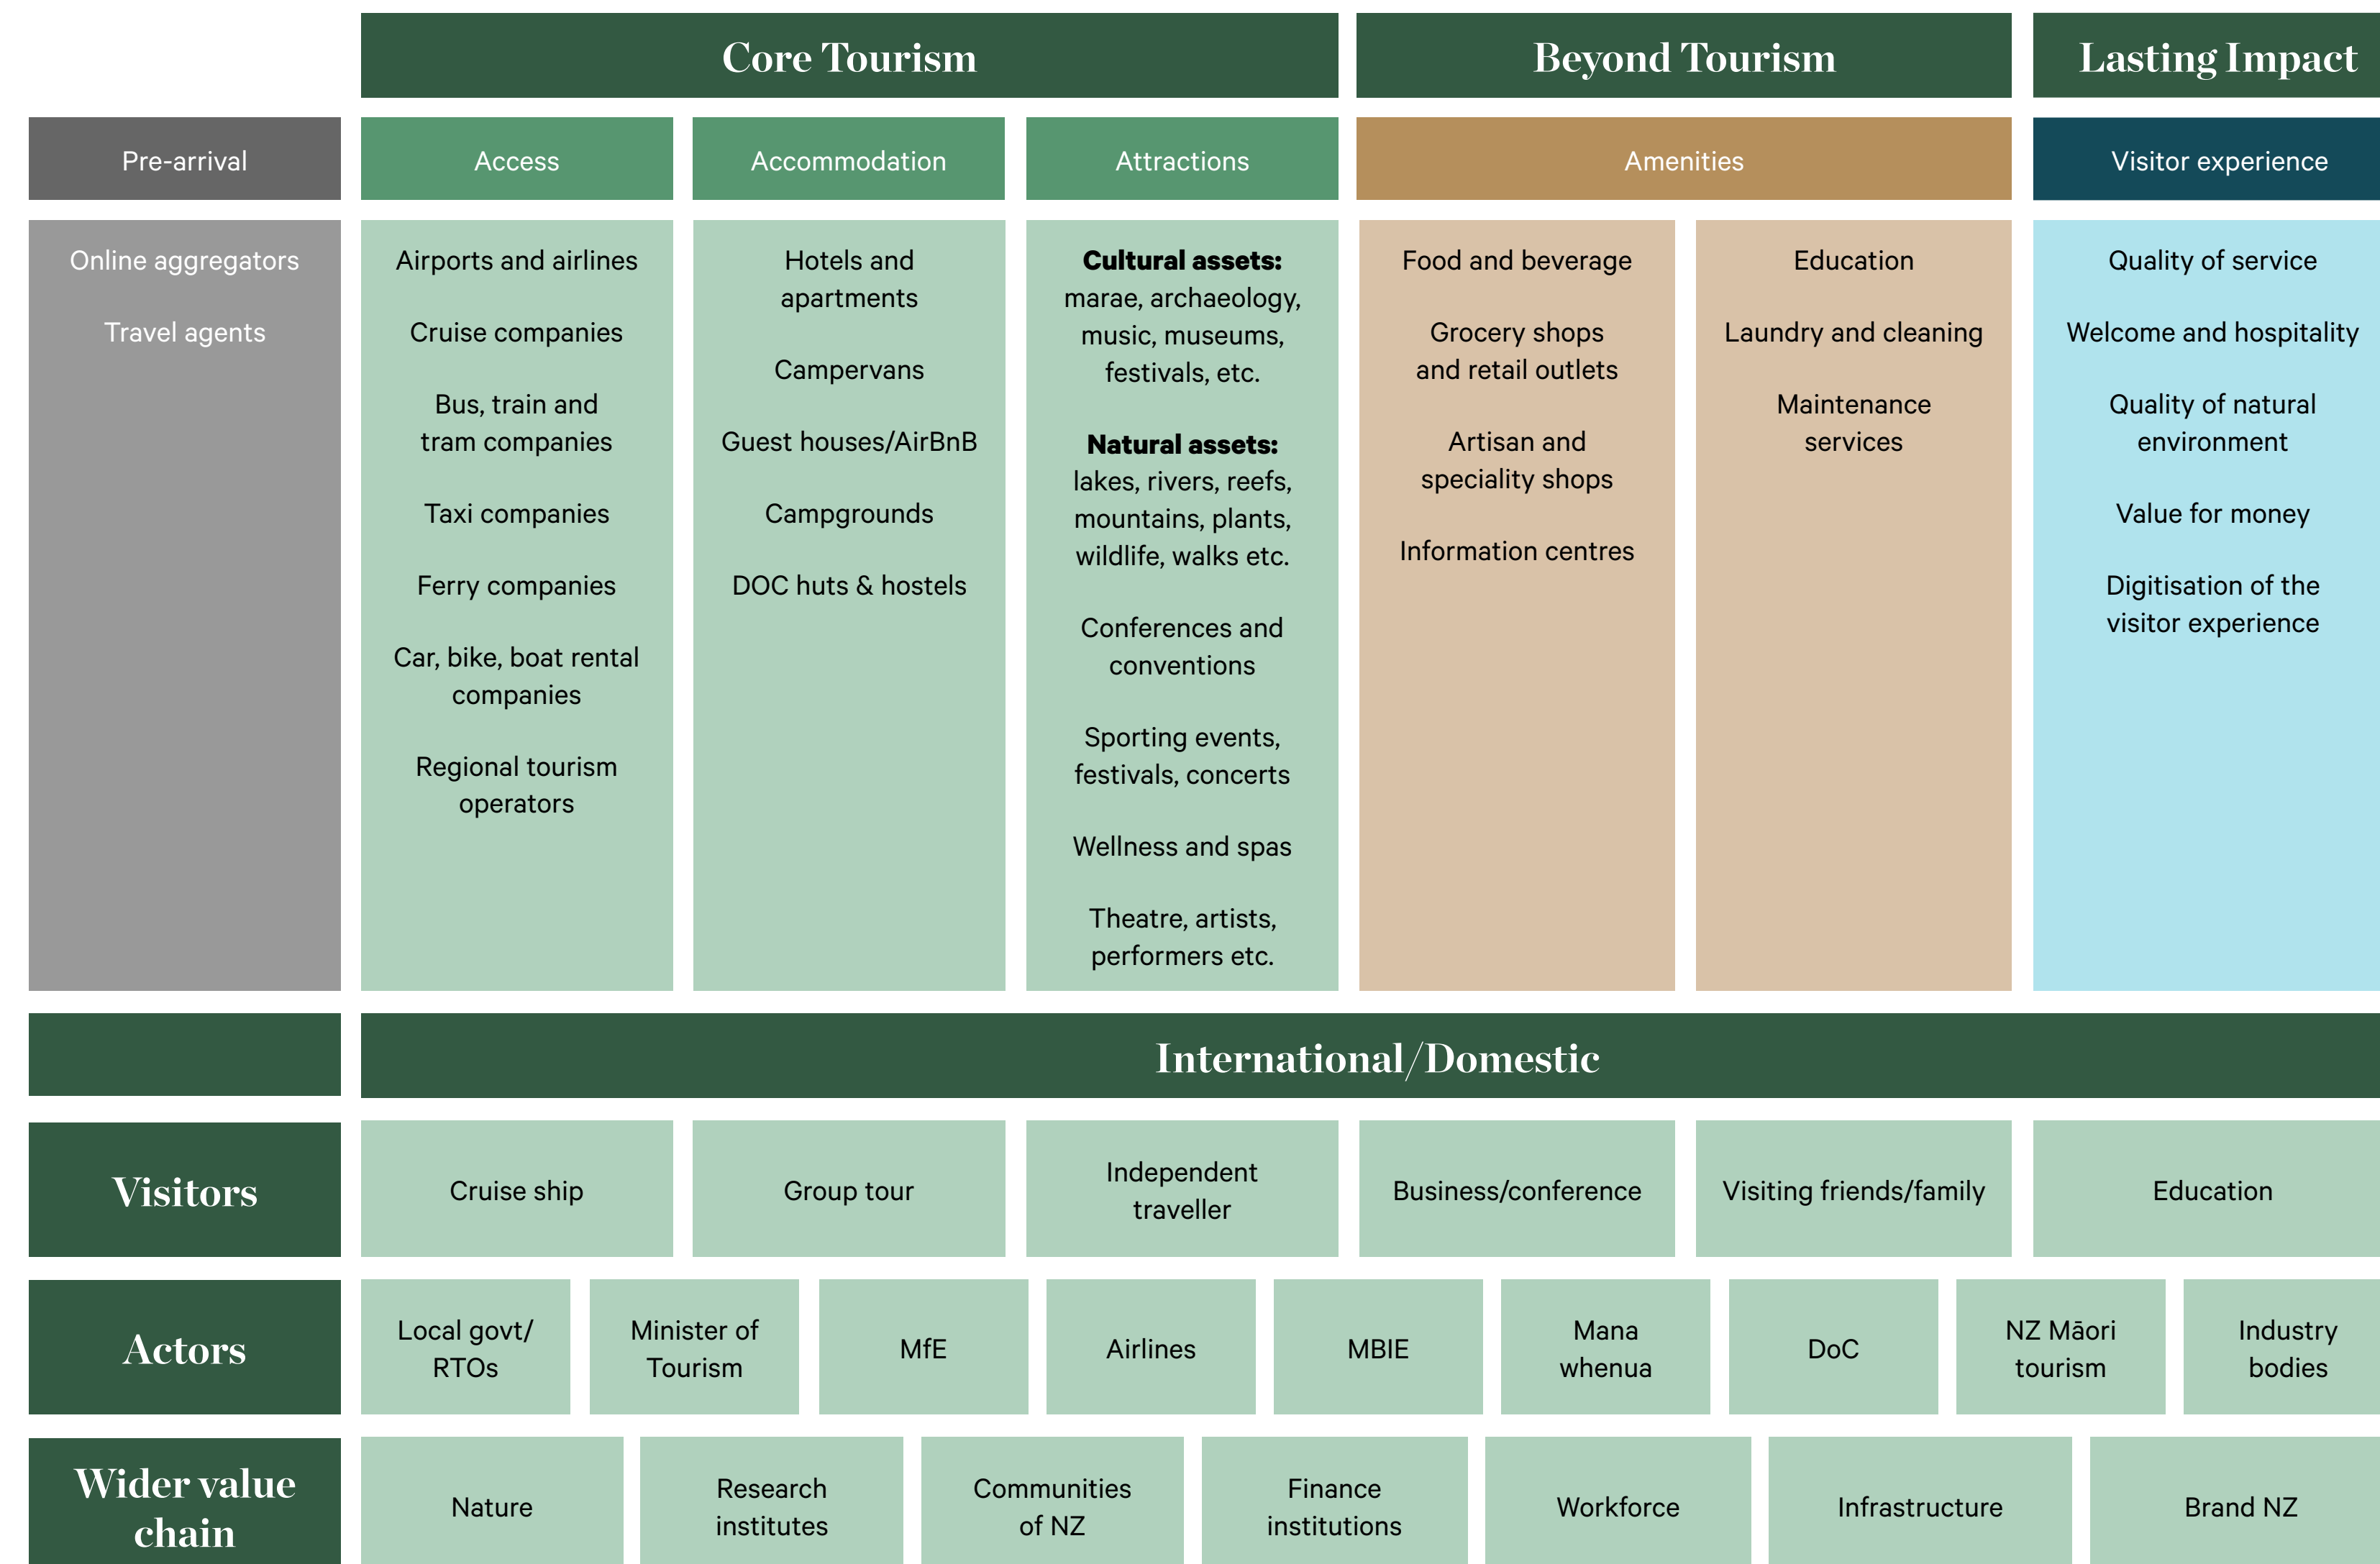 Core Tourism
Beyond Tourism
Lasting Impact
Pre-arrival
Access
Accommodation
Attractions
Amenities
Visitor experience
Online aggregators
Travel agents
Airports and airlines
Cruise companies
Bus, train and
tram companies
Taxi companies
Ferry companies
Car, bike, boat rental
companies
Regional tourism
operators
Hotels and
apartments
Campervans
Guest houses/AirBnB
Campgrounds
DOC huts & hostels
Cultural assets:
marae, archaeology,
music, museums,
festivals, etc.
Natural assets:
lakes, rivers, reefs,
mountains, plants,
wildlife, walks etc.
Conferences and
conventions
Sporting events,
festivals, concerts
Wellness and spas
Theatre, artists,
performers etc.
Food and beverage
Grocery shops
and retail outlets
Artisan and
speciality shops
Information centres
Education
Laundry and cleaning
Maintenance
services
Quality of service
Welcome and hospitality
Quality of natural
environment
Value for money
Digitisation of the
visitor experience
International/Domestic
Visitors
Cruise ship
Group tour
Independent
traveller
Business/conference
Visiting friends/family
Education
Actors
Local govt/
RTOs
Minister of
Tourism
MfE
Airlines
MBIE
Mana
whenua
DoC
NZ Māori
tourism
Industry
bodies
Wider value
chain
Nature
Research
institutes
Communities
of NZ
Finance
institutions
Workforce
Infrastructure
Brand NZ